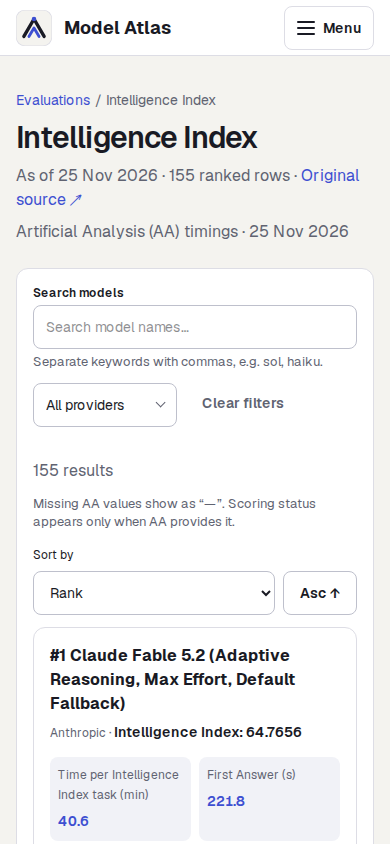 Model Atlas
Menu
Evaluations / Intelligence Index
Intelligence Index
As of 25 Nov 2026 · 155 ranked rows · Original
source ↗
Artificial Analysis (AA) timings · 25 Nov 2026
Search models
Search model names…
Separate keywords with commas, e.g. sol, haiku.
All providers
Clear filters
155 results
Missing AA values show as “—”. Scoring status
appears only when AA provides it.
Sort by
Rank
Asc ↑
#1 Claude Fable 5.2 (Adaptive
Reasoning, Max Effort, Default
Fallback)
Anthropic · Intelligence Index: 64.7656
Time per Intelligence
Index task (min)
40.6
First Answer (s)
221.8